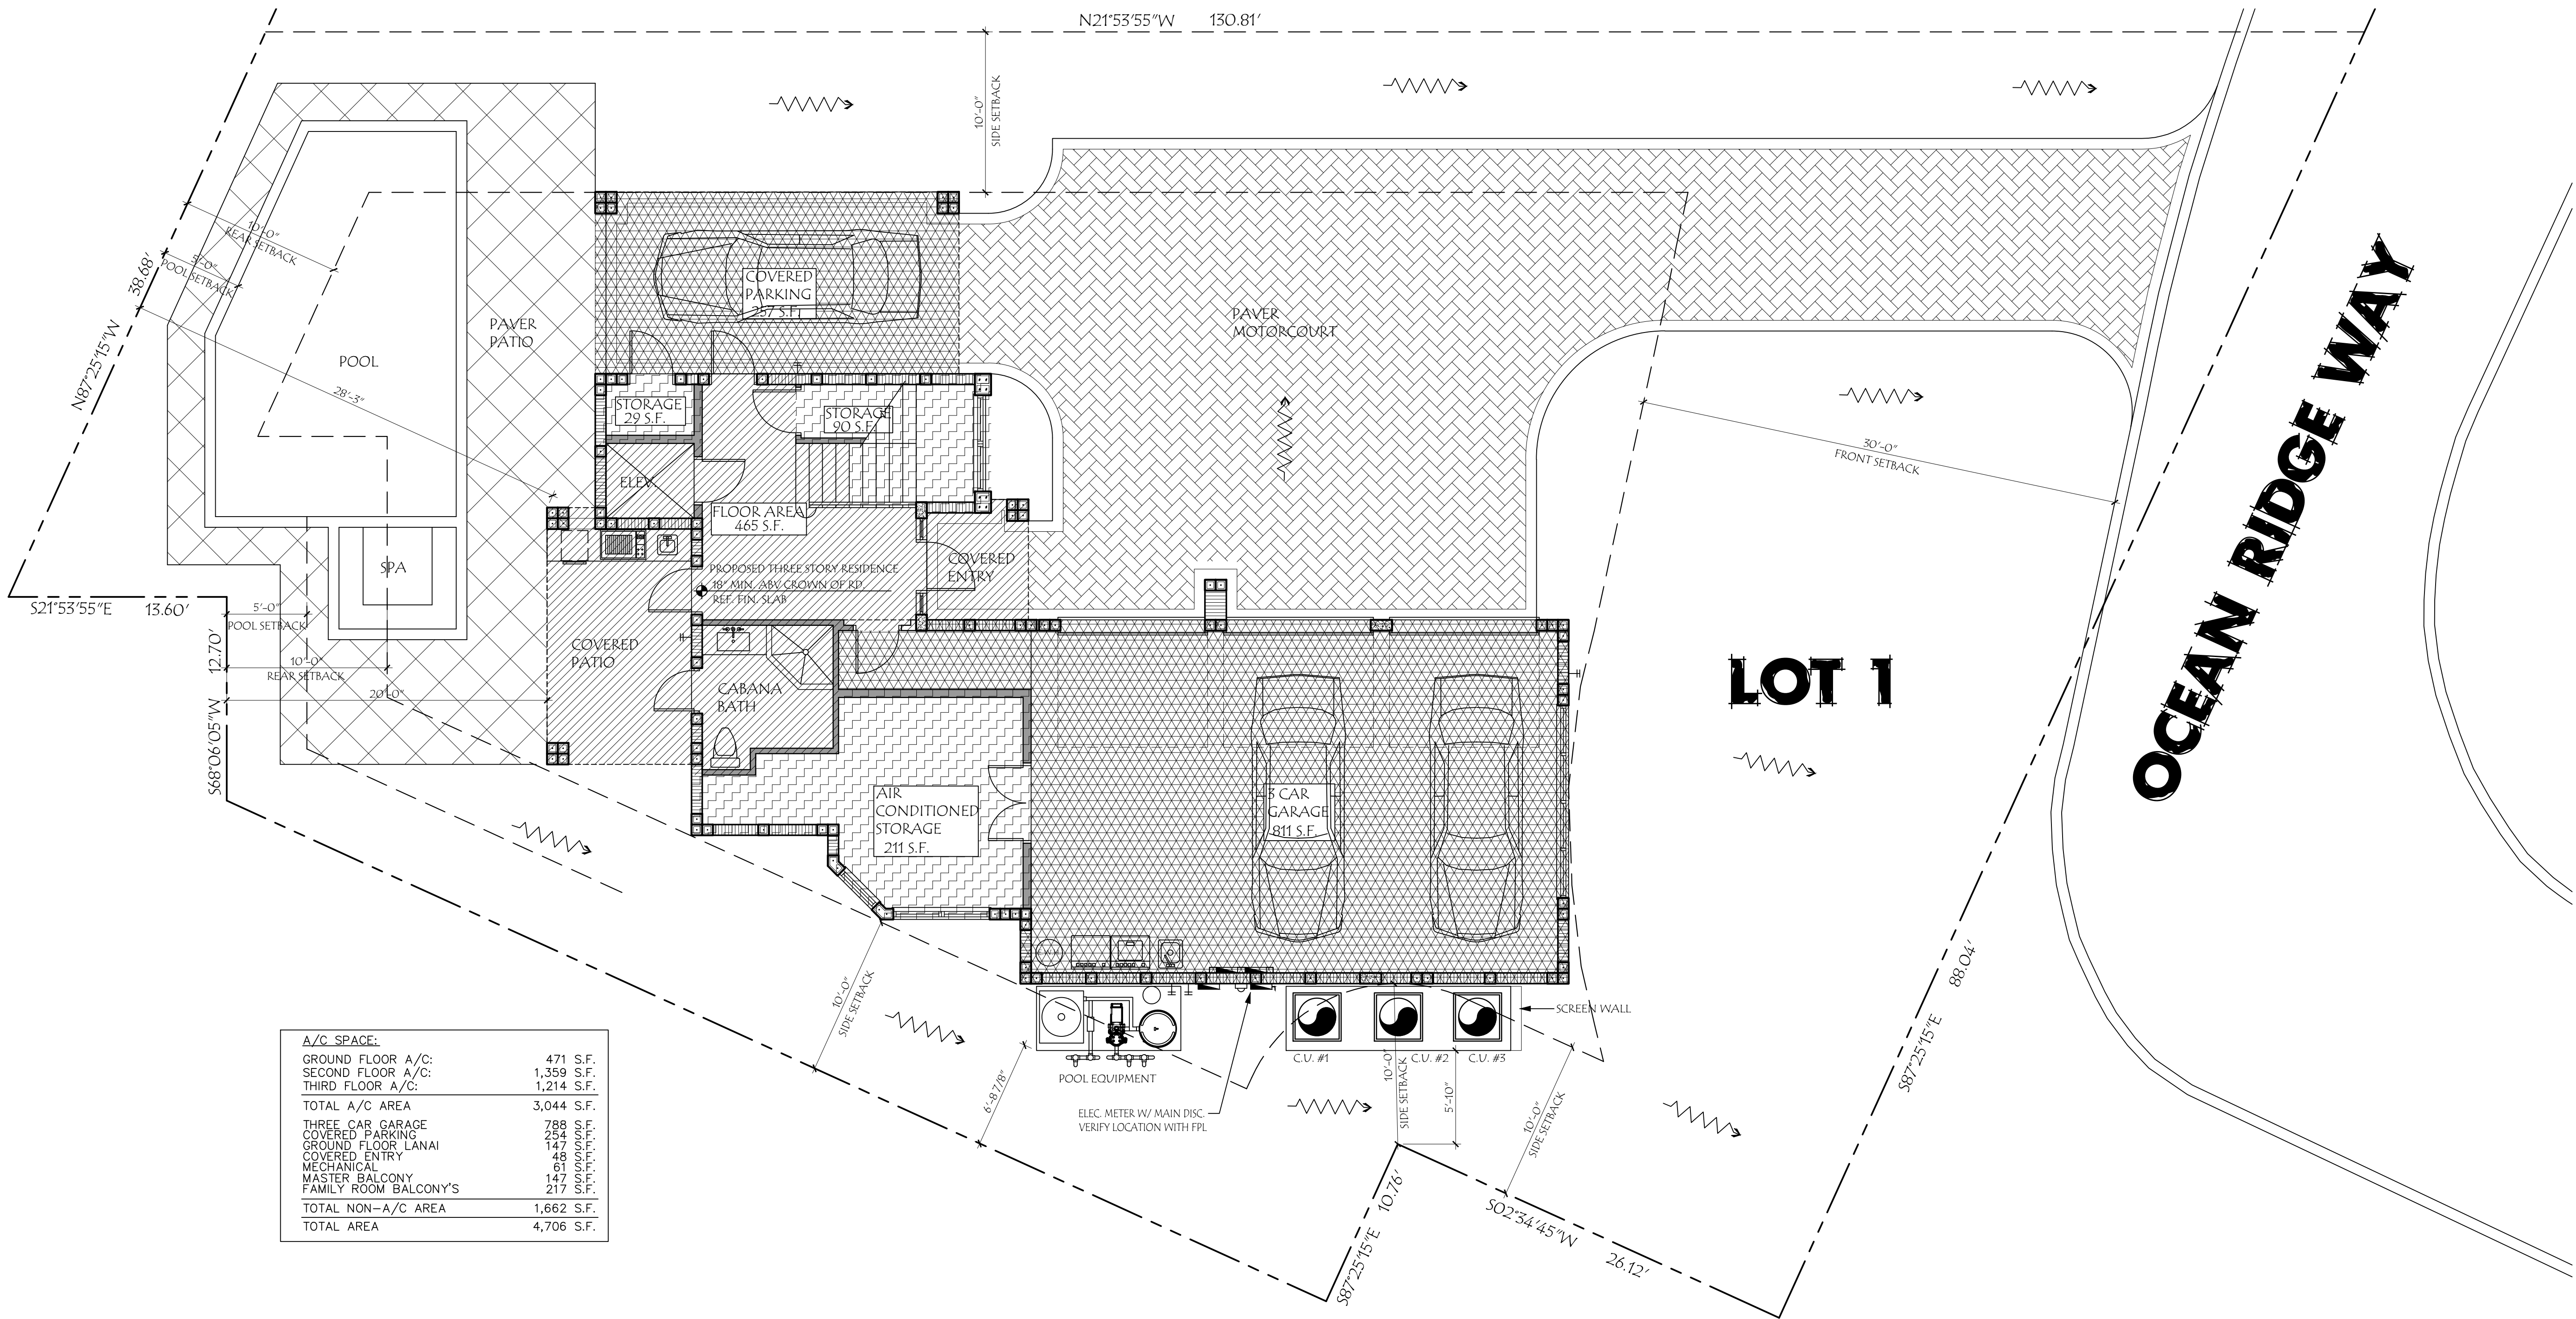 N21°53'55"W 130.81'
10'-0"
SIDE SETBACK
10'-0"
REAR SETBACK
5'-0"
POOL SETBACK
38.68'
N87°25'15"W
28'-3"
POOL
PAVER
PATIO
COVERED
PARKING
257 S.F.
PAVER
MOTORCOURT
STORAGE
29 S.F.
STORAGE
90 S.F.
ELEV.
FLOOR AREA
465 S.F.
30'-0"
FRONT SETBACK
OCEAN RIDGE WAY
SPA
PROPOSED THREE STORY RESIDENCE
18" MIN. ABV CROWN OF RD.
REF. FIN. SLAB
COVERED
ENTRY
S21°53'55"E 13.60'
5'-0"
POOL SETBACK
12.70'
10'-0"
REAR SETBACK
20'-0"
S68°06'05"W
COVERED
PATIO
CABANA
BATH
LOT 1
AIR
CONDITIONED
STORAGE
211 S.F.
3 CAR
GARAGE
811 S.F.
10'-0"
SIDE SETBACK
SCREEN WALL
C.U. #1
C.U. #2
C.U. #3
POOL EQUIPMENT
6'-8 7/8"
ELEC. METER W/ MAIN DISC.
VERIFY LOCATION WITH FPL
10'-0"
SIDE SETBACK
5'-10"
10'-0"
SIDE SETBACK
88.04'
S87°25'15"E
10.76'
S87°25'15"E
S02°34'45"W
26.12'
A/C SPACE:
GROUND FLOOR A/C: 471 S.F.
SECOND FLOOR A/C: 1,359 S.F.
THIRD FLOOR A/C: 1,214 S.F.
TOTAL A/C AREA 3,044 S.F.
THREE CAR GARAGE 788 S.F.
COVERED PARKING 254 S.F.
GROUND FLOOR LANAI 147 S.F.
COVERED ENTRY 48 S.F.
MECHANICAL 61 S.F.
MASTER BALCONY 147 S.F.
FAMILY ROOM BALCONY'S 217 S.F.
TOTAL NON-A/C AREA 1,662 S.F.
TOTAL AREA 4,706 S.F.